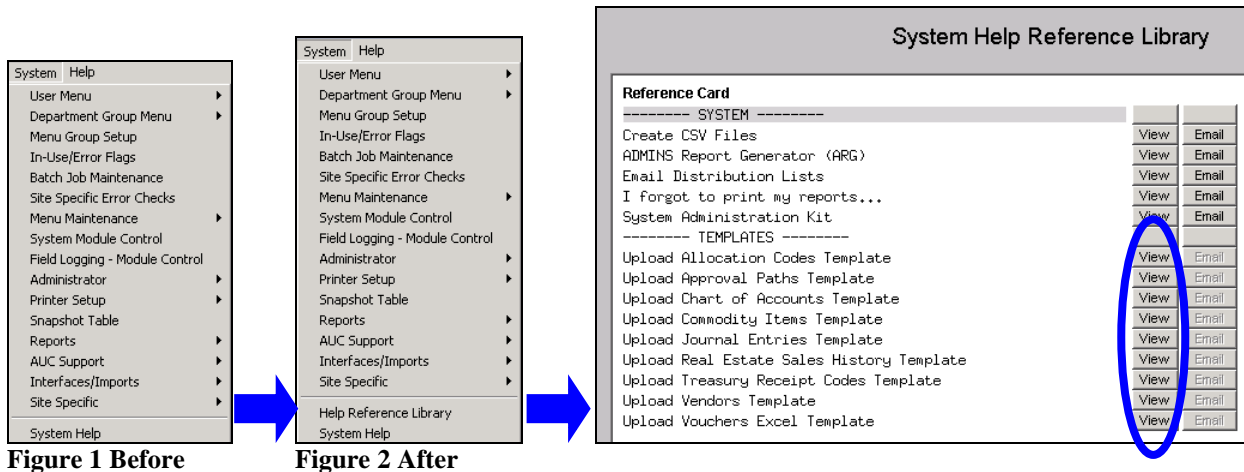 System Help
User Menu
Department Group Menu
Menu Group Setup
In-Use/Error Flags
Batch Job Maintenance
Site Specific Error Checks
Menu Maintenance
System Module Control
Field Logging - Module Control
Administrator
Printer Setup
Snapshot Table
Reports
AUC Support
Interfaces/Imports
Site Specific
System Help
Figure 1 Before
System Help
User Menu
Department Group Menu
Menu Group Setup
In-Use/Error Flags
Batch Job Maintenance
Site Specific Error Checks
Menu Maintenance
System Module Control
Field Logging - Module Control
Administrator
Printer Setup
Snapshot Table
Reports
AUC Support
Interfaces/Imports
Site Specific
Help Reference Library
System Help
Figure 2 After
System Help Reference Library
Reference Card
-------- SYSTEM --------
Create CSV Files View Email
ADMINS Report Generator (ARG) View Email
Email Distribution Lists View Email
I forgot to print my reports... View Email
System Administration Kit View Email
-------- TEMPLATES --------
Upload Allocation Codes Template View Email
Upload Approval Paths Template View Email
Upload Chart of Accounts Template View Email
Upload Commodity Items Template View Email
Upload Journal Entries Template View Email
Upload Real Estate Sales History Template View Email
Upload Treasury Receipt Codes Template View Email
Upload Vendors Template View Email
Upload Vouchers Excel Template View Email